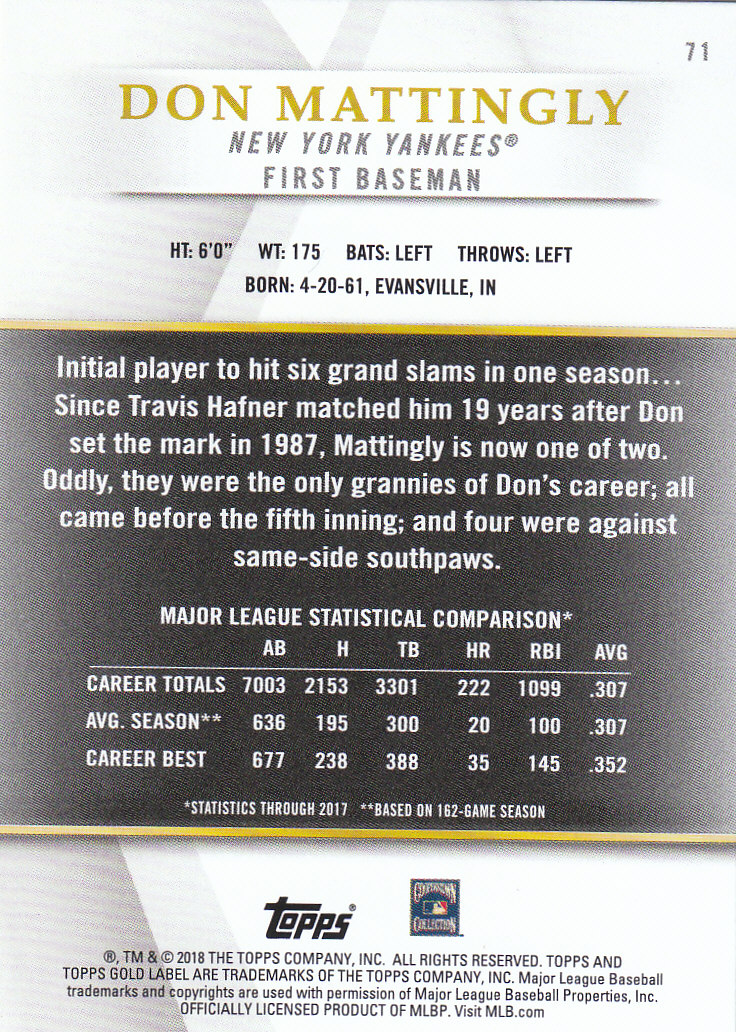 71
DON MATTINGLY
NEW YORK YANKEES®
FIRST BASEMAN
HT: 6'0" WT: 175 BATS: LEFT THROWS: LEFT
BORN: 4-20-61, EVANSVILLE, IN
Initial player to hit six grand slams in one season...
Since Travis Hafner matched him 19 years after Don
set the mark in 1987, Mattingly is now one of two.
Oddly, they were the only grannies of Don's career; all
came before the fifth inning; and four were against
same-side southpaws.
MAJOR LEAGUE STATISTICAL COMPARISON*
AB H TB HR RBI AVG
CAREER TOTALS 7003 2153 3301 222 1099 .307
AVG. SEASON** 636 195 300 20 100 .307
CAREER BEST 677 238 388 35 145 .352
*STATISTICS THROUGH 2017 **BASED ON 162-GAME SEASON
topps®
COOPERSTOWN
COLLECTION
®, TM & © 2018 THE TOPPS COMPANY, INC. ALL RIGHTS RESERVED. TOPPS AND
TOPPS GOLD LABEL ARE TRADEMARKS OF THE TOPPS COMPANY, INC. Major League Baseball
trademarks and copyrights are used with permission of Major League Baseball Properties, Inc.
OFFICIALLY LICENSED PRODUCT OF MLBP. Visit MLB.com